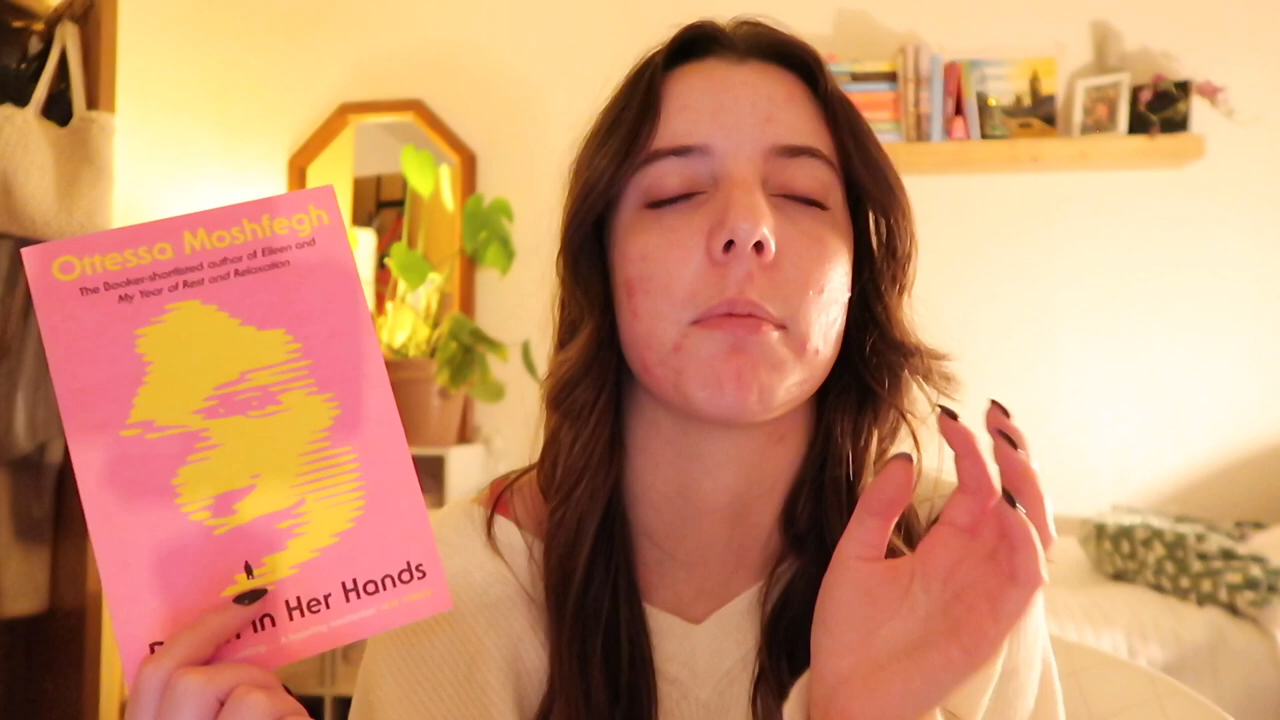 Ottessa Moshfegh
The Booker-shortlisted author of Eileen and
My Year of Rest and Relaxation
in Her Hands